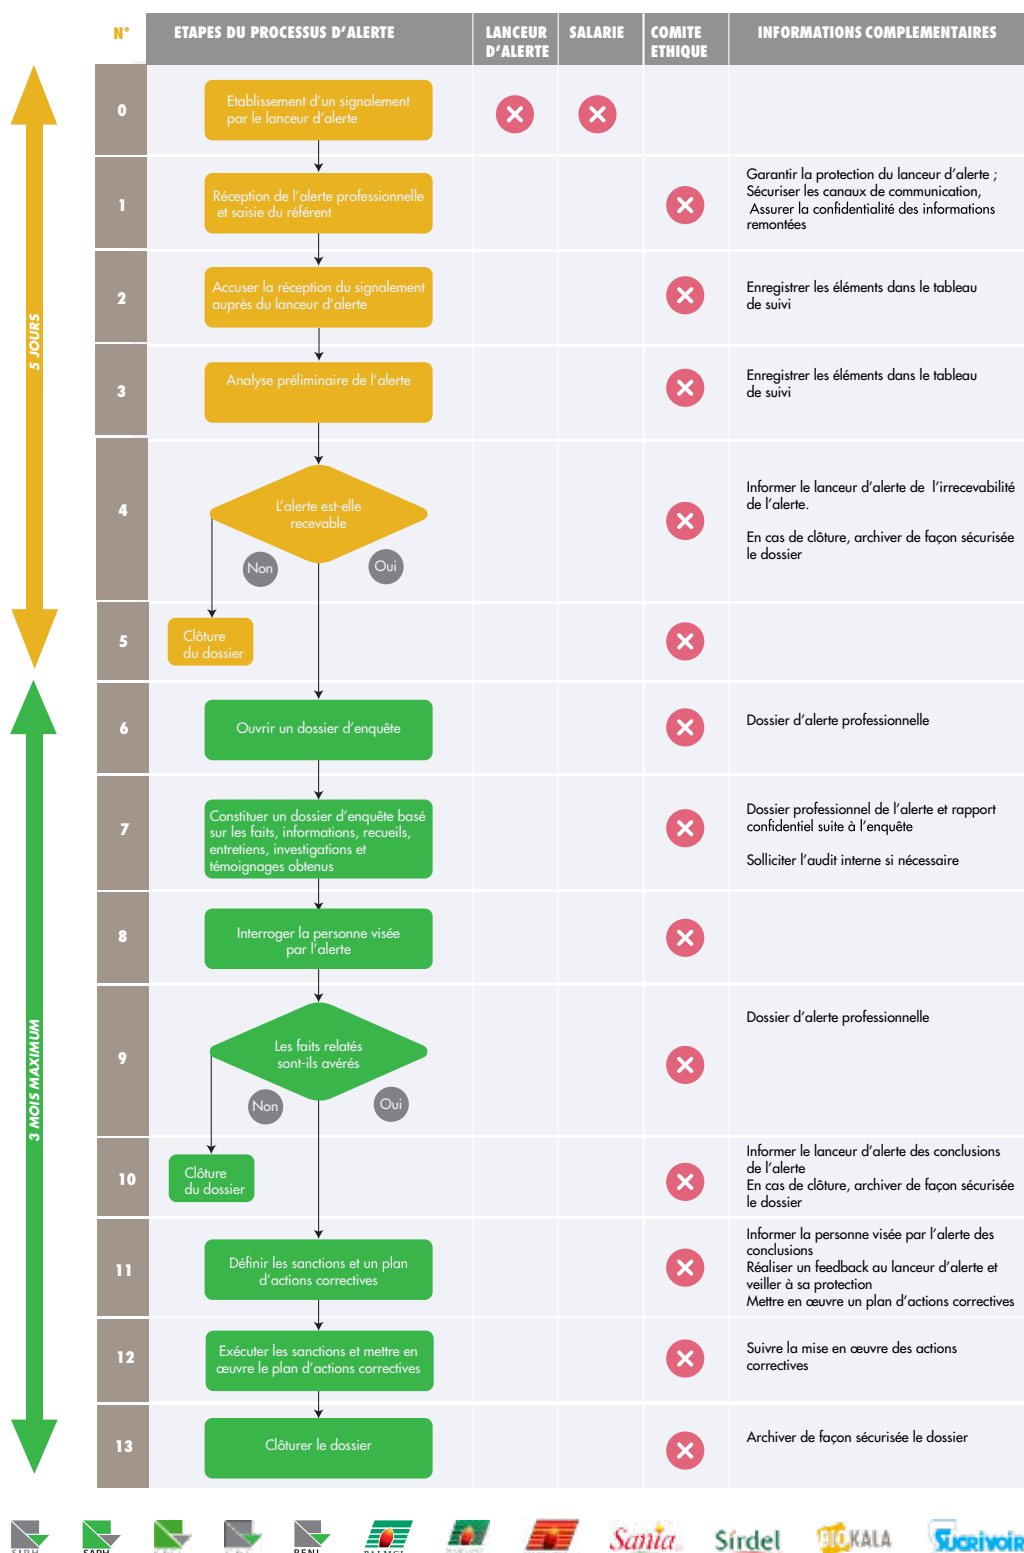 N°
ETAPES DU PROCESSUS D'ALERTE
LANCEUR
D'ALERTE
SALARIE
COMITE
ETHIQUE
INFORMATIONS COMPLEMENTAIRES
5 JOURS
0
Etablissement d'un signalement
par le lanceur d'alerte
1
Réception de l'alerte professionnelle
et saisie du référent
Garantir la protection du lanceur d'alerte ;
Sécuriser les canaux de communication,
Assurer la confidentialité des informations
remontées
2
Accuser la réception du signalement
auprès du lanceur d'alerte
Enregistrer les éléments dans le tableau
de suivi
3
Analyse préliminaire de l'alerte
Enregistrer les éléments dans le tableau
de suivi
4
L'alerte est-elle
recevable
Non
Oui
Informer le lanceur d'alerte de l'irrecevabilité
de l'alerte.
En cas de clôture, archiver de façon sécurisée
le dossier
5
Clôture
du dossier
3 MOIS MAXIMUM
6
Ouvrir un dossier d'enquête
Dossier d'alerte professionnelle
7
Constituer un dossier d'enquête basé
sur les faits, informations, recueils,
entretiens, investigations et
témoignages obtenus
Dossier professionnel de l'alerte et rapport
confidentiel suite à l'enquête
Solliciter l'audit interne si nécessaire
8
Interroger la personne visée
par l'alerte
9
Les faits relatés
sont-ils avérés
Non
Oui
Dossier d'alerte professionnelle
10
Clôture
du dossier
Informer le lanceur d'alerte des conclusions
de l'alerte
En cas de clôture, archiver de façon sécurisée
le dossier
11
Définir les sanctions et un plan
d'actions correctives
Informer la personne visée par l'alerte des
conclusions
Réaliser un feedback au lanceur d'alerte et
veiller à sa protection
Mettre en œuvre un plan d'actions correctives
12
Exécuter les sanctions et mettre en
œuvre le plan d'actions correctives
Suivre la mise en œuvre des actions
correctives
13
Clôturer le dossier
Archiver de façon sécurisée le dossier
SIPH
SAPH
RENL
PALMCI
Sania
Sirdel
BIOKALA
Sucrivoire